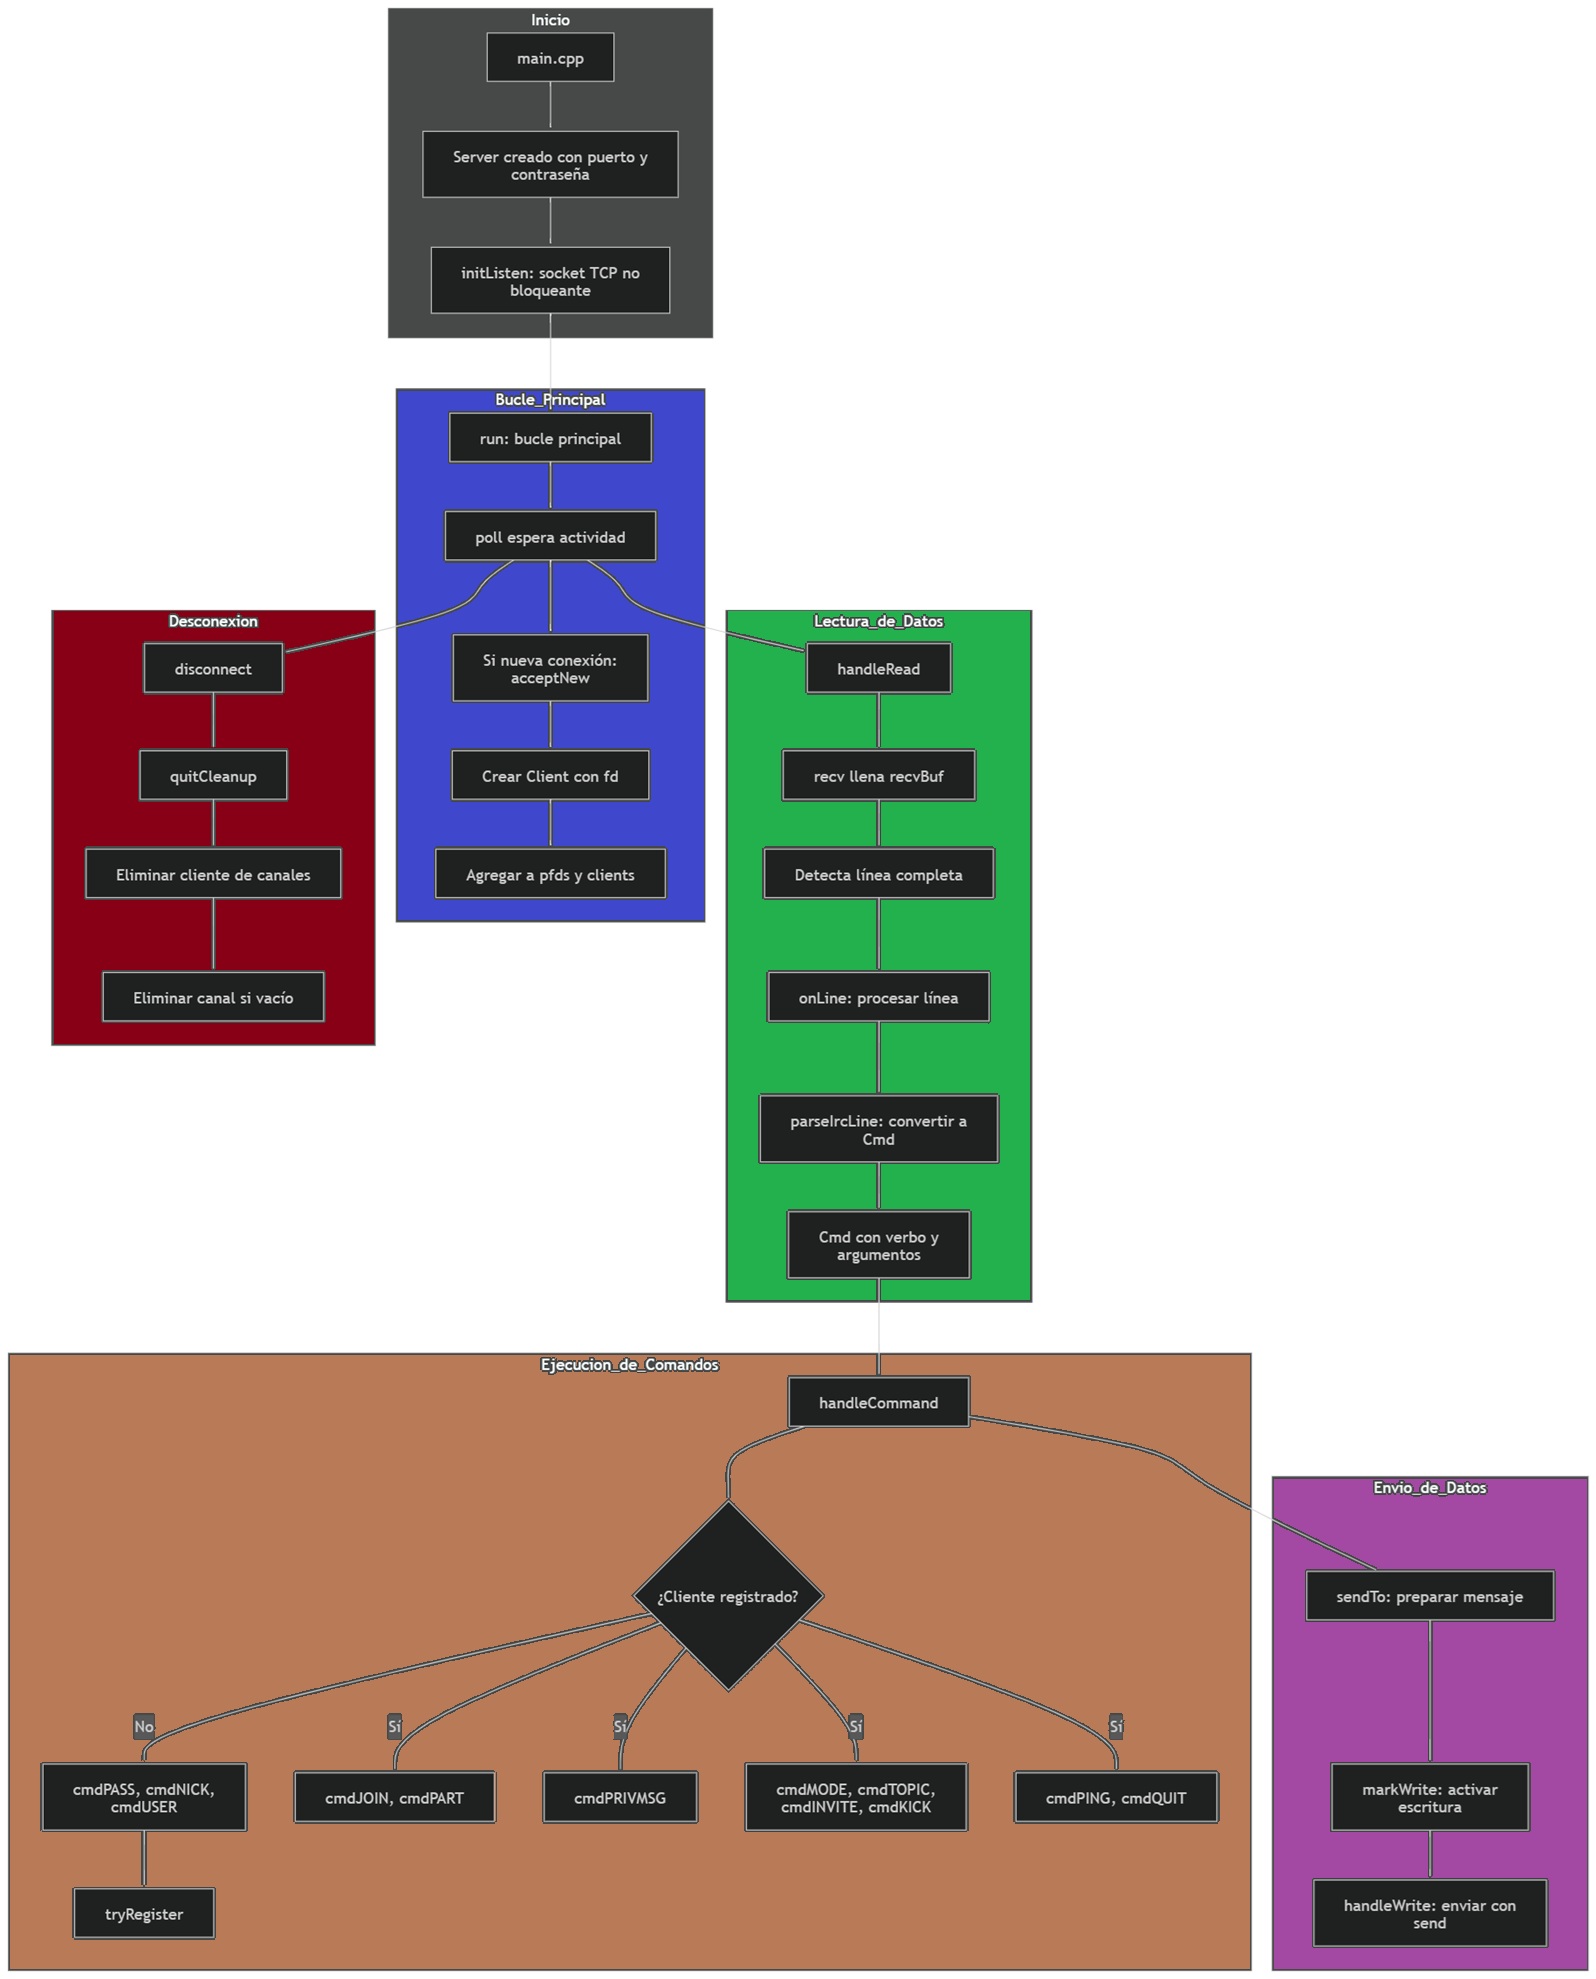 Inicio
main.cpp
Server creado con puerto y
contraseña
initListen: socket TCP no
bloqueante
Bucle_Principal
run: bucle principal
poll espera actividad
Desconexion
disconnect
quitCleanup
Eliminar cliente de canales
Eliminar canal si vacío
Si nueva conexión:
acceptNew
Crear Client con fd
Agregar a pfds y clients
Lectura_de_Datos
handleRead
recv llena recvBuf
Detecta línea completa
onLine: procesar línea
parseIrcLine: convertir a
Cmd
Cmd con verbo y
argumentos
Ejecucion_de_Comandos
handleCommand
¿Cliente registrado?
No
Sí
Sí
Sí
Sí
cmdPASS, cmdNICK,
cmdUSER
cmdJOIN, cmdPART
cmdPRIVMSG
cmdMODE, cmdTOPIC,
cmdINVITE, cmdKICK
cmdPING, cmdQUIT
tryRegister
Envio_de_Datos
sendTo: preparar mensaje
markWrite: activar
escritura
handleWrite: enviar con
send